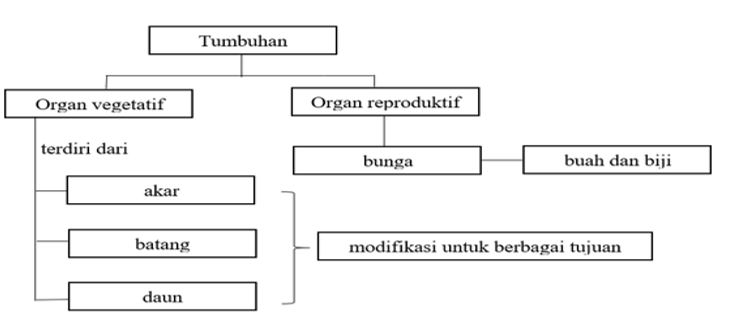 Tumbuhan
Organ vegetatif
Organ reproduktif
terdiri dari
bunga
buah dan biji
akar
batang
modifikasi untuk berbagai tujuan
daun